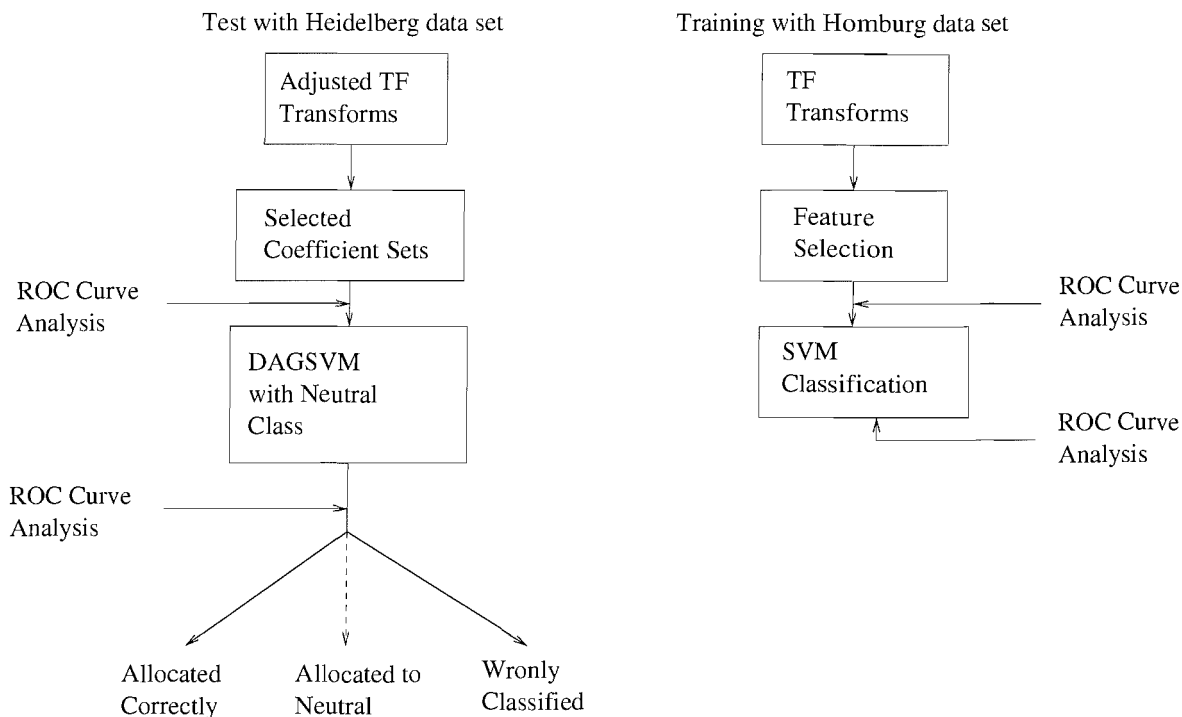 Test with Heidelberg data set
Adjusted TF
Transforms
Selected
Coefficient Sets
ROC Curve
Analysis
DAGSVM
with Neutral
Class
ROC Curve
Analysis
Allocated
Correctly
Allocated to
Neutral
Wronly
Classified
Training with Homburg data set
TF
Transforms
Feature
Selection
ROC Curve
Analysis
SVM
Classification
ROC Curve
Analysis